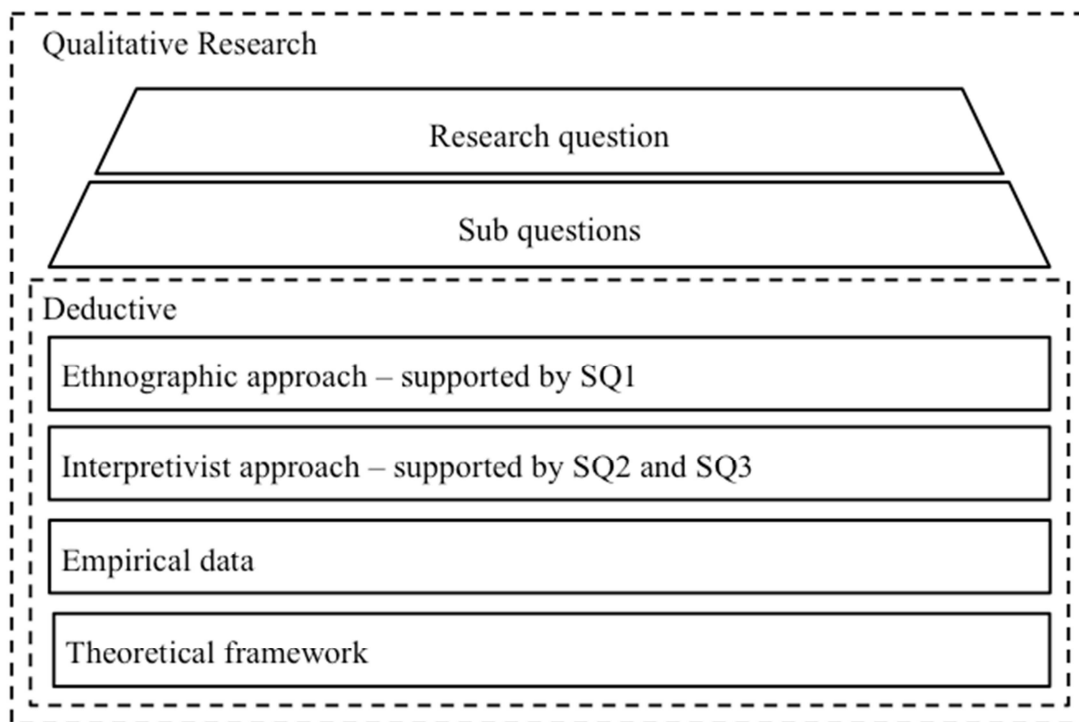 Qualitative Research
Research question
Sub questions
Deductive
Ethnographic approach – supported by SQ1
Interpretivist approach – supported by SQ2 and SQ3
Empirical data
Theoretical framework